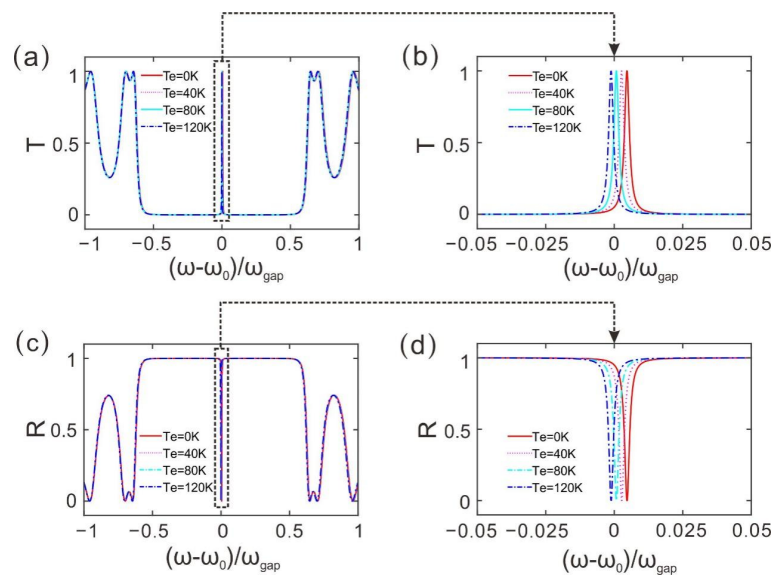 (a)
Te=0K
Te=40K
Te=80K
Te=120K
T
1
0.5
0
-1
-0.5
0
0.5
1
(ω-ω₀)/ω_gap
(b)
Te=0K
Te=40K
Te=80K
Te=120K
T
1
0.5
0
-0.05
-0.025
0
0.025
0.05
(ω-ω₀)/ω_gap
(c)
Te=0K
Te=40K
Te=80K
Te=120K
R
1
0.5
0
−1
−0.5
0
0.5
1
(ω-ω₀)/ω_gap
(d)
Te=0K
Te=40K
Te=80K
Te=120K
R
1
0.5
0
−0.05
−0.025
0
0.025
0.05
(ω-ω₀)/ω_gap